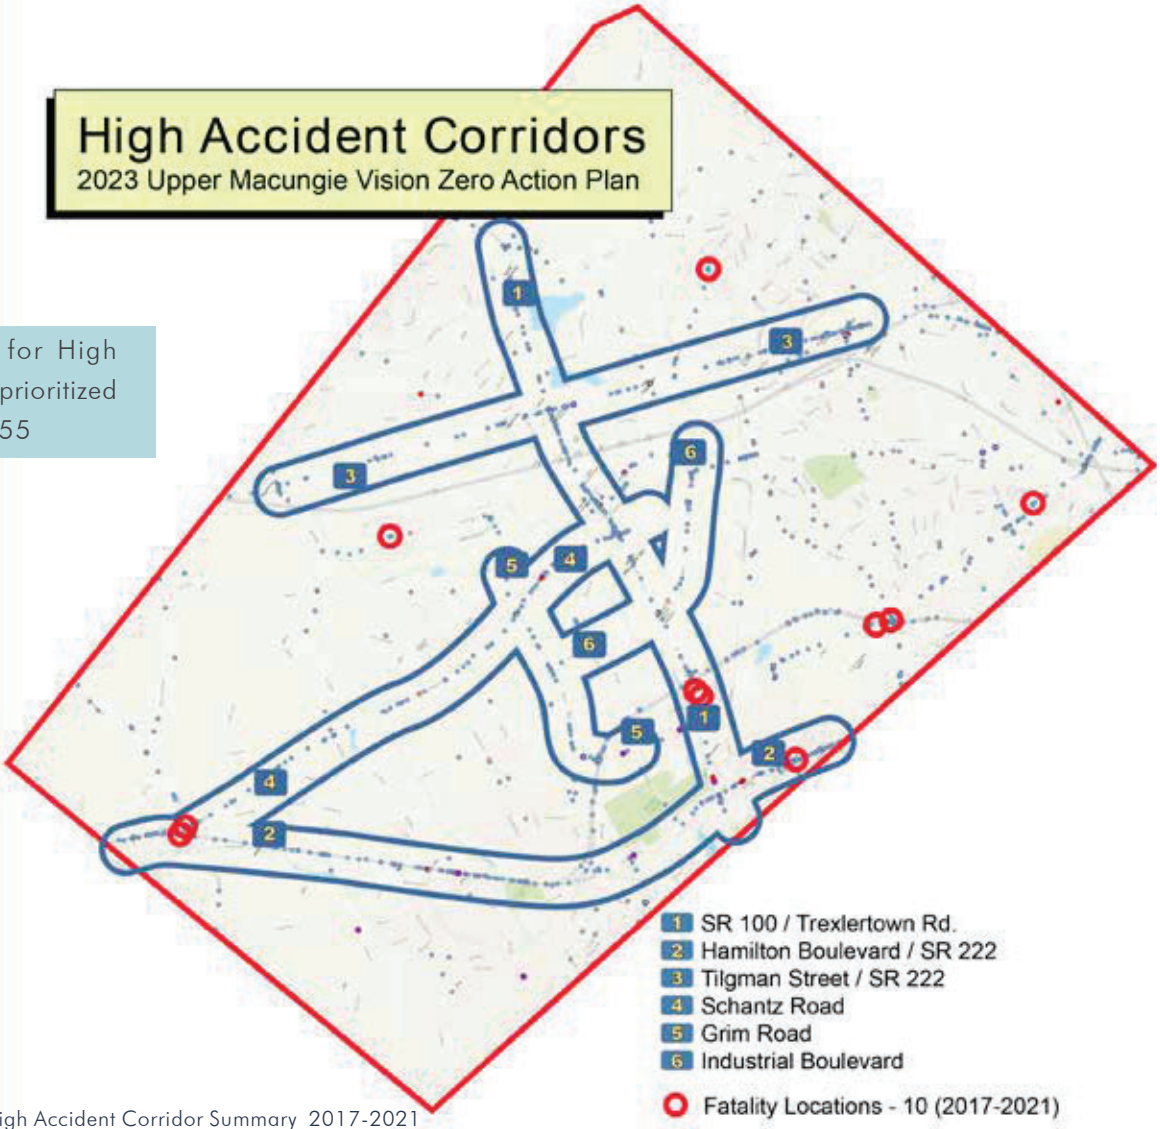 High Accident Corridors
2023 Upper Macungie Vision Zero Action Plan
for High
prioritized
55
1
3
6
3
5
4
6
1
5
2
4
2
1 SR 100 / Trexlertown Rd.
2 Hamilton Boulevard / SR 222
3 Tilgman Street / SR 222
4 Schantz Road
5 Grim Road
6 Industrial Boulevard
Fatality Locations - 10 (2017-2021)
igh Accident Corridor Summary 2017-2021